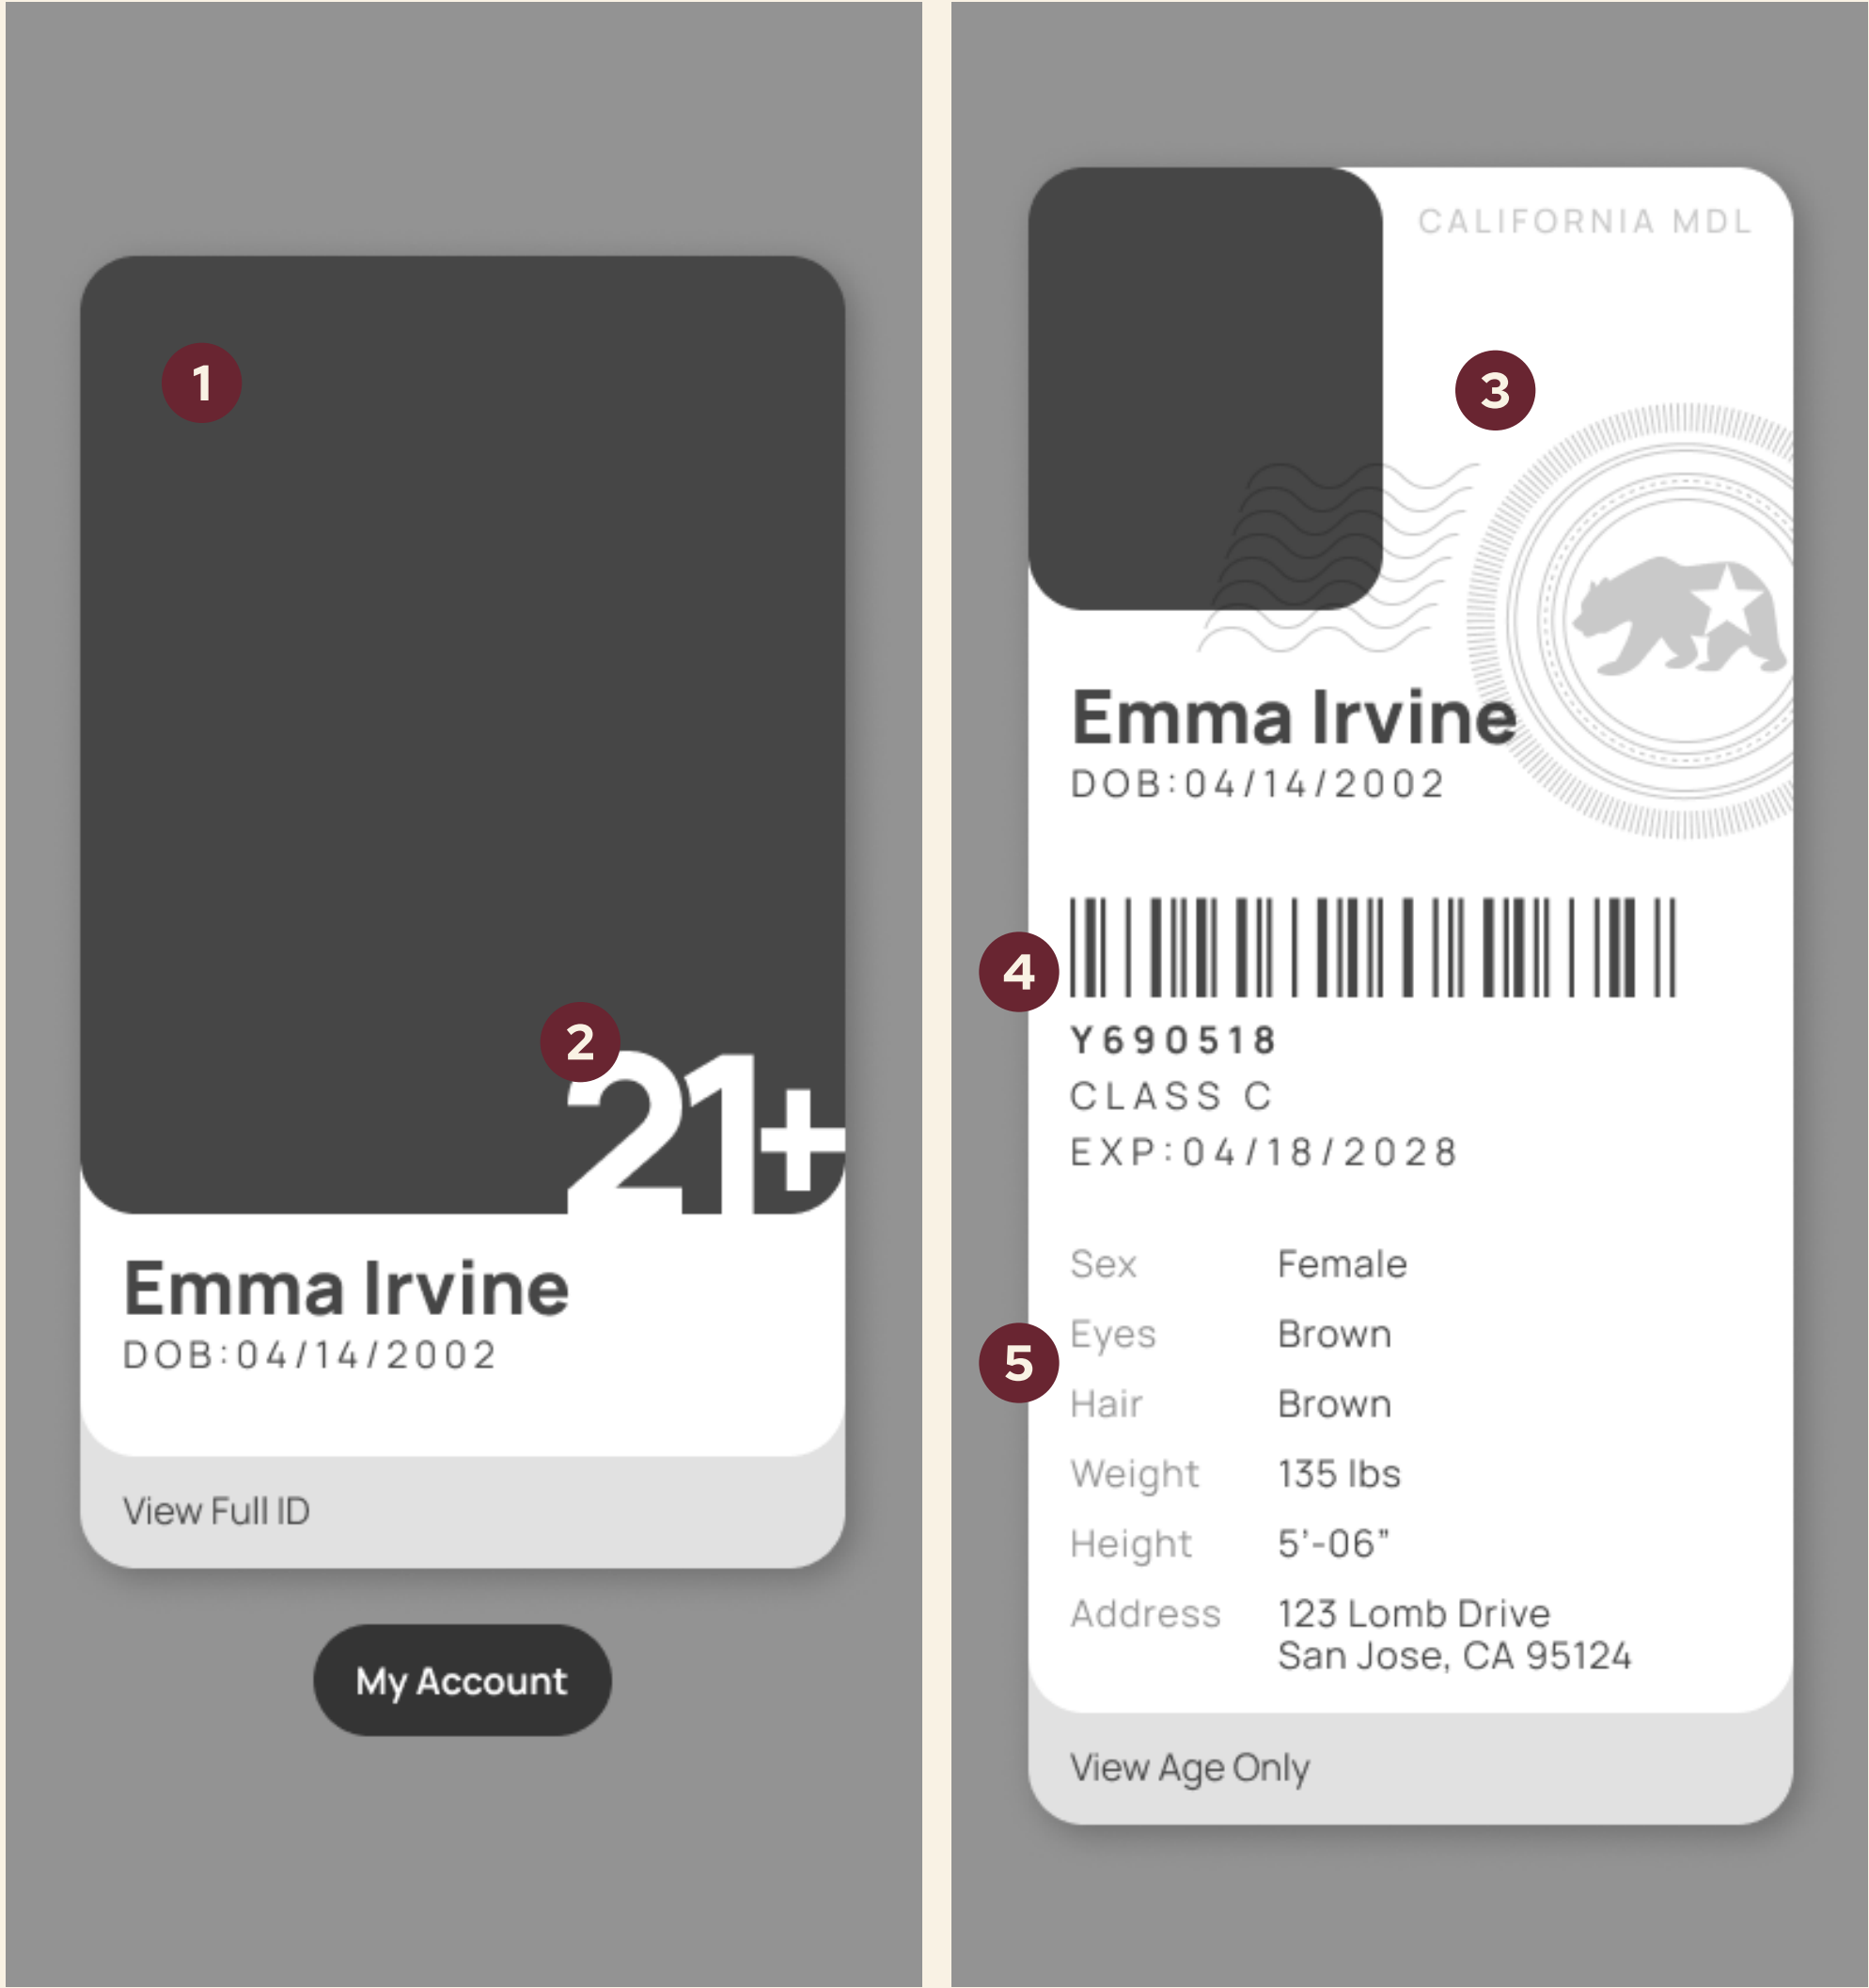 1
2
21+
Emma Irvine
DOB:04/14/2002
View Full ID
My Account
CALIFORNIA MDL
3
Emma Irvine
DOB:04/14/2002
4
Y690518
CLASS C
EXP:04/18/2028
Sex Female
Eyes Brown
5
Hair Brown
Weight 135 lbs
Height 5’-06”
Address 123 Lomb Drive
San Jose, CA 95124
View Age Only